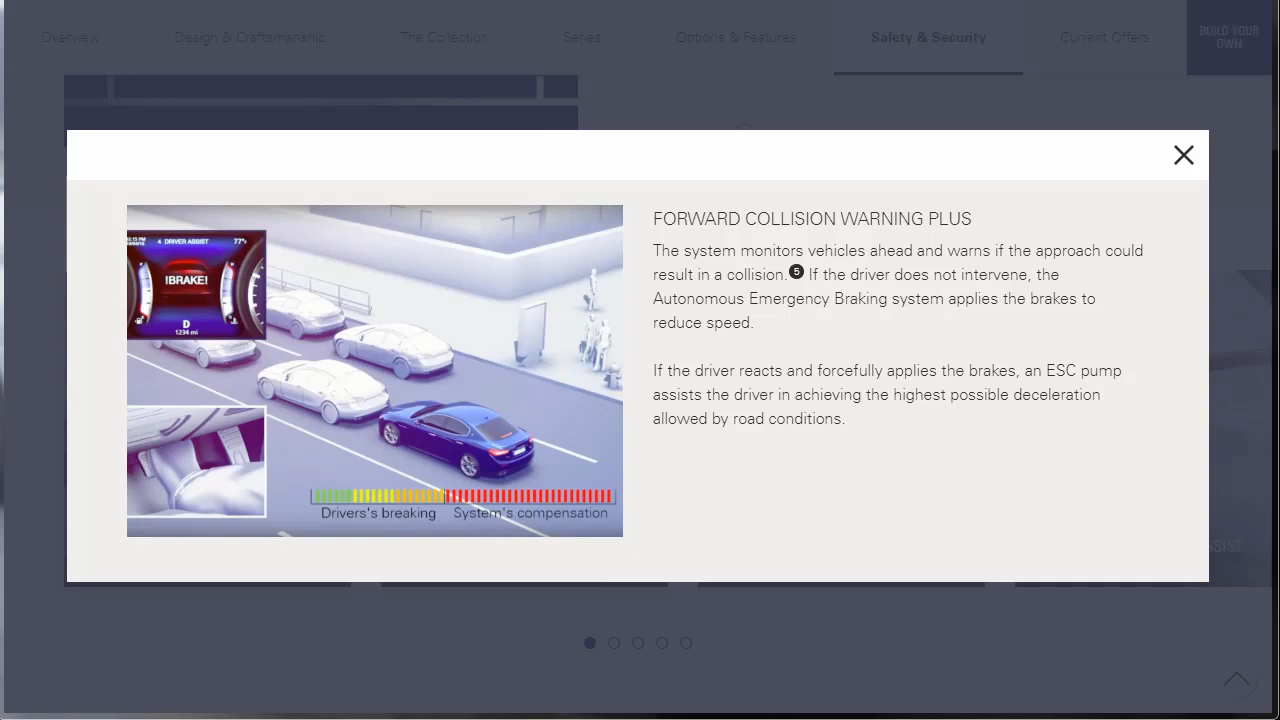 Overview
Design & Craftsmanship
The Collection
Series
Options & Features
Safety & Security
Current Offers
BUILD YOUR
OWN
4 DRIVER ASSIST
77°F
!BRAKE!
D
1234 mi
Drivers's breaking
System's compensation
FORWARD COLLISION WARNING PLUS
The system monitors vehicles ahead and warns if the approach could
result in a collision.5 If the driver does not intervene, the
Autonomous Emergency Braking system applies the brakes to
reduce speed.
If the driver reacts and forcefully applies the brakes, an ESC pump
assists the driver in achieving the highest possible deceleration
allowed by road conditions.